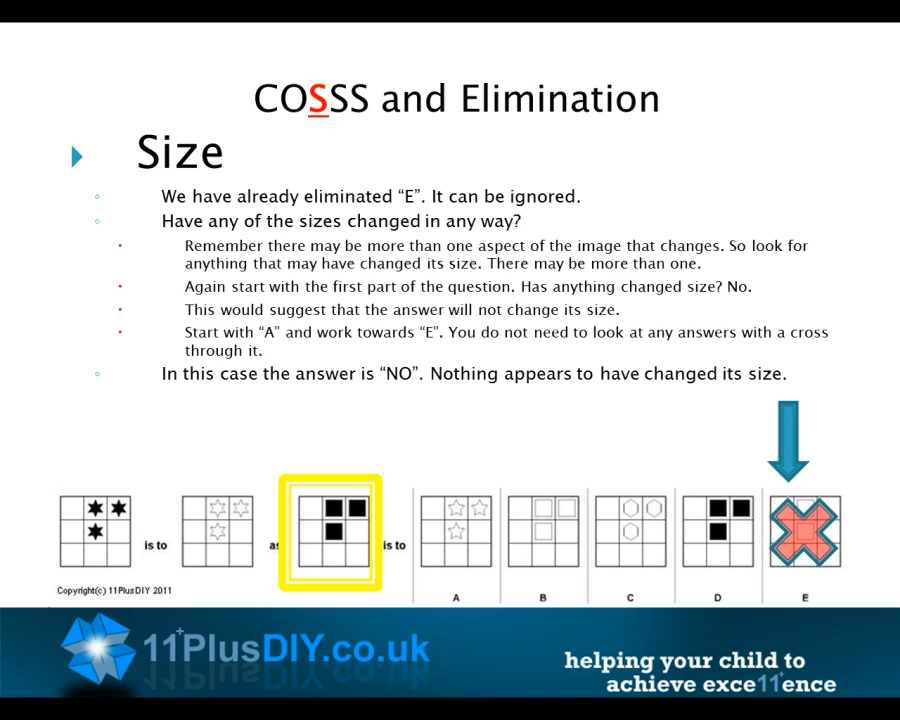 COSSS and Elimination
Size
We have already eliminated “E”. It can be ignored.
Have any of the sizes changed in any way?
Remember there may be more than one aspect of the image that changes. So look for
anything that may have changed its size. There may be more than one.
Again start with the first part of the question. Has anything changed size? No.
This would suggest that the answer will not change its size.
Start with “A” and work towards “E”. You do not need to look at any answers with a cross
through it.
In this case the answer is “NO”. Nothing appears to have changed its size.
is to as is to
Copyright(c) 11PlusDIY 2011
A B C D E
11+PlusDIY.co.uk
helping your child to
achieve exce11+ence